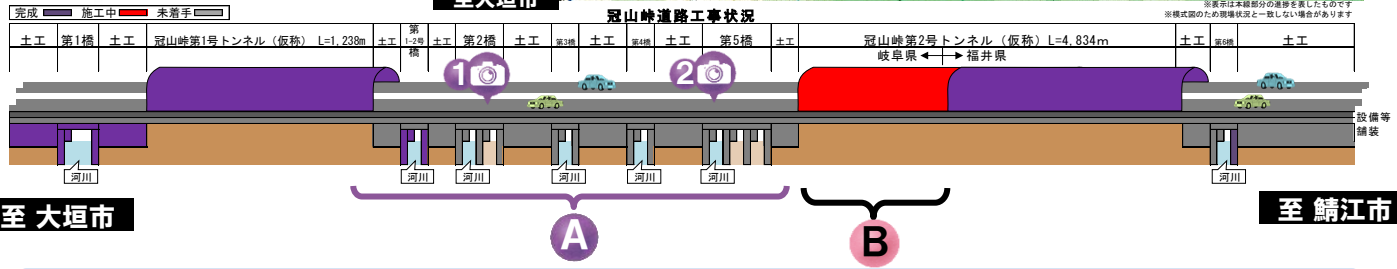 至大垣市
※表示は本線部分の進捗を表したものです
※模式図のため現場状況と一致しない場合があります
完成 施工中 未着手
冠山峠道路工事状況
土工 第1橋 土工 冠山峠第1号トンネル（仮称） L=1,238m 土工 第1-2号橋 土工 第2橋 土工 第3橋 土工 第4橋 土工 第5橋 土工 冠山峠第2号トンネル（仮称）L=4,834m 土工 第6橋 土工
岐阜県 福井県
1 2
設備等
舗装
河川 河川 河川 河川 河川 河川 河川
至 大垣市 至 鯖江市
A B